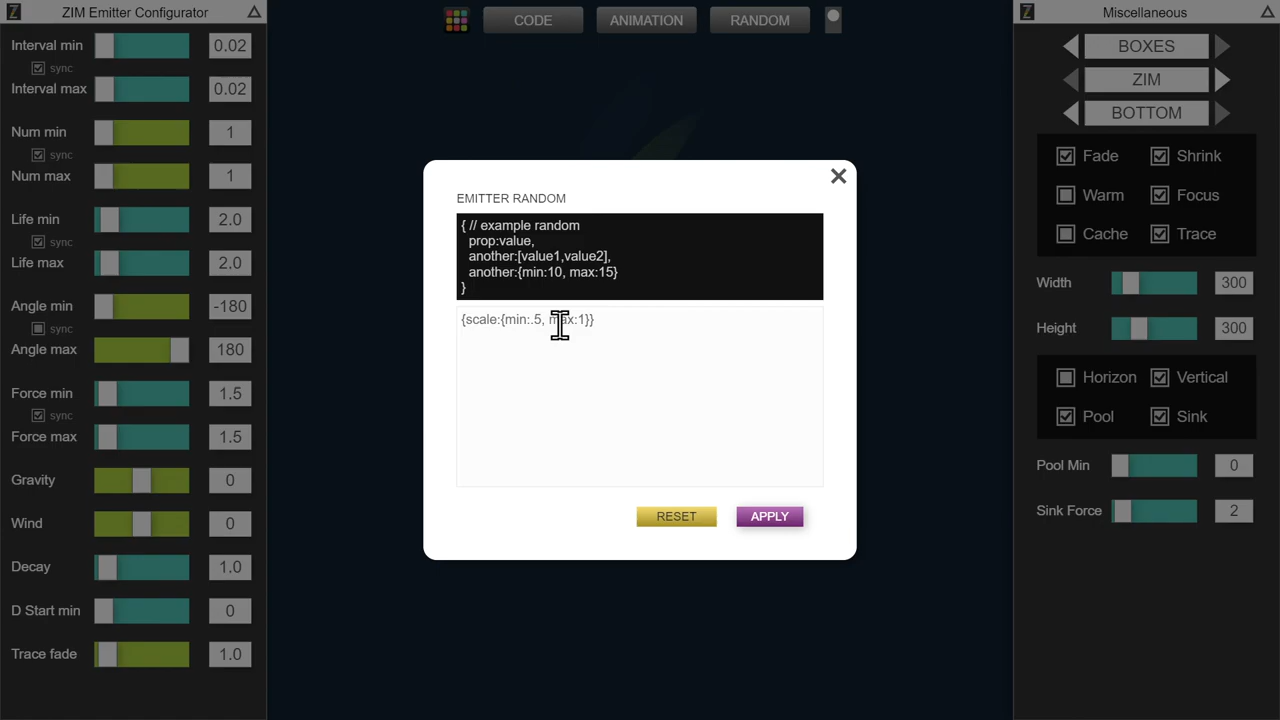 ZIM Emitter Configurator
Interval min 0.02
sync
Interval max 0.02
Num min 1
sync
Num max 1
Life min 2.0
sync
Life max 2.0
Angle min -180
sync
Angle max 180
Force min 1.5
sync
Force max 1.5
Gravity 0
Wind 0
Decay 1.0
D Start min 0
Trace fade 1.0
CODE ANIMATION RANDOM
EMITTER RANDOM
{ // example random
prop:value,
another:[value1,value2],
another:{min:10, max:15}
}
{scale:{min:.5, max:1}}
RESET APPLY
Miscellaneous
BOXES
ZIM
BOTTOM
Fade Shrink
Warm Focus
Cache Trace
Width 300
Height 300
Horizon Vertical
Pool Sink
Pool Min 0
Sink Force 2